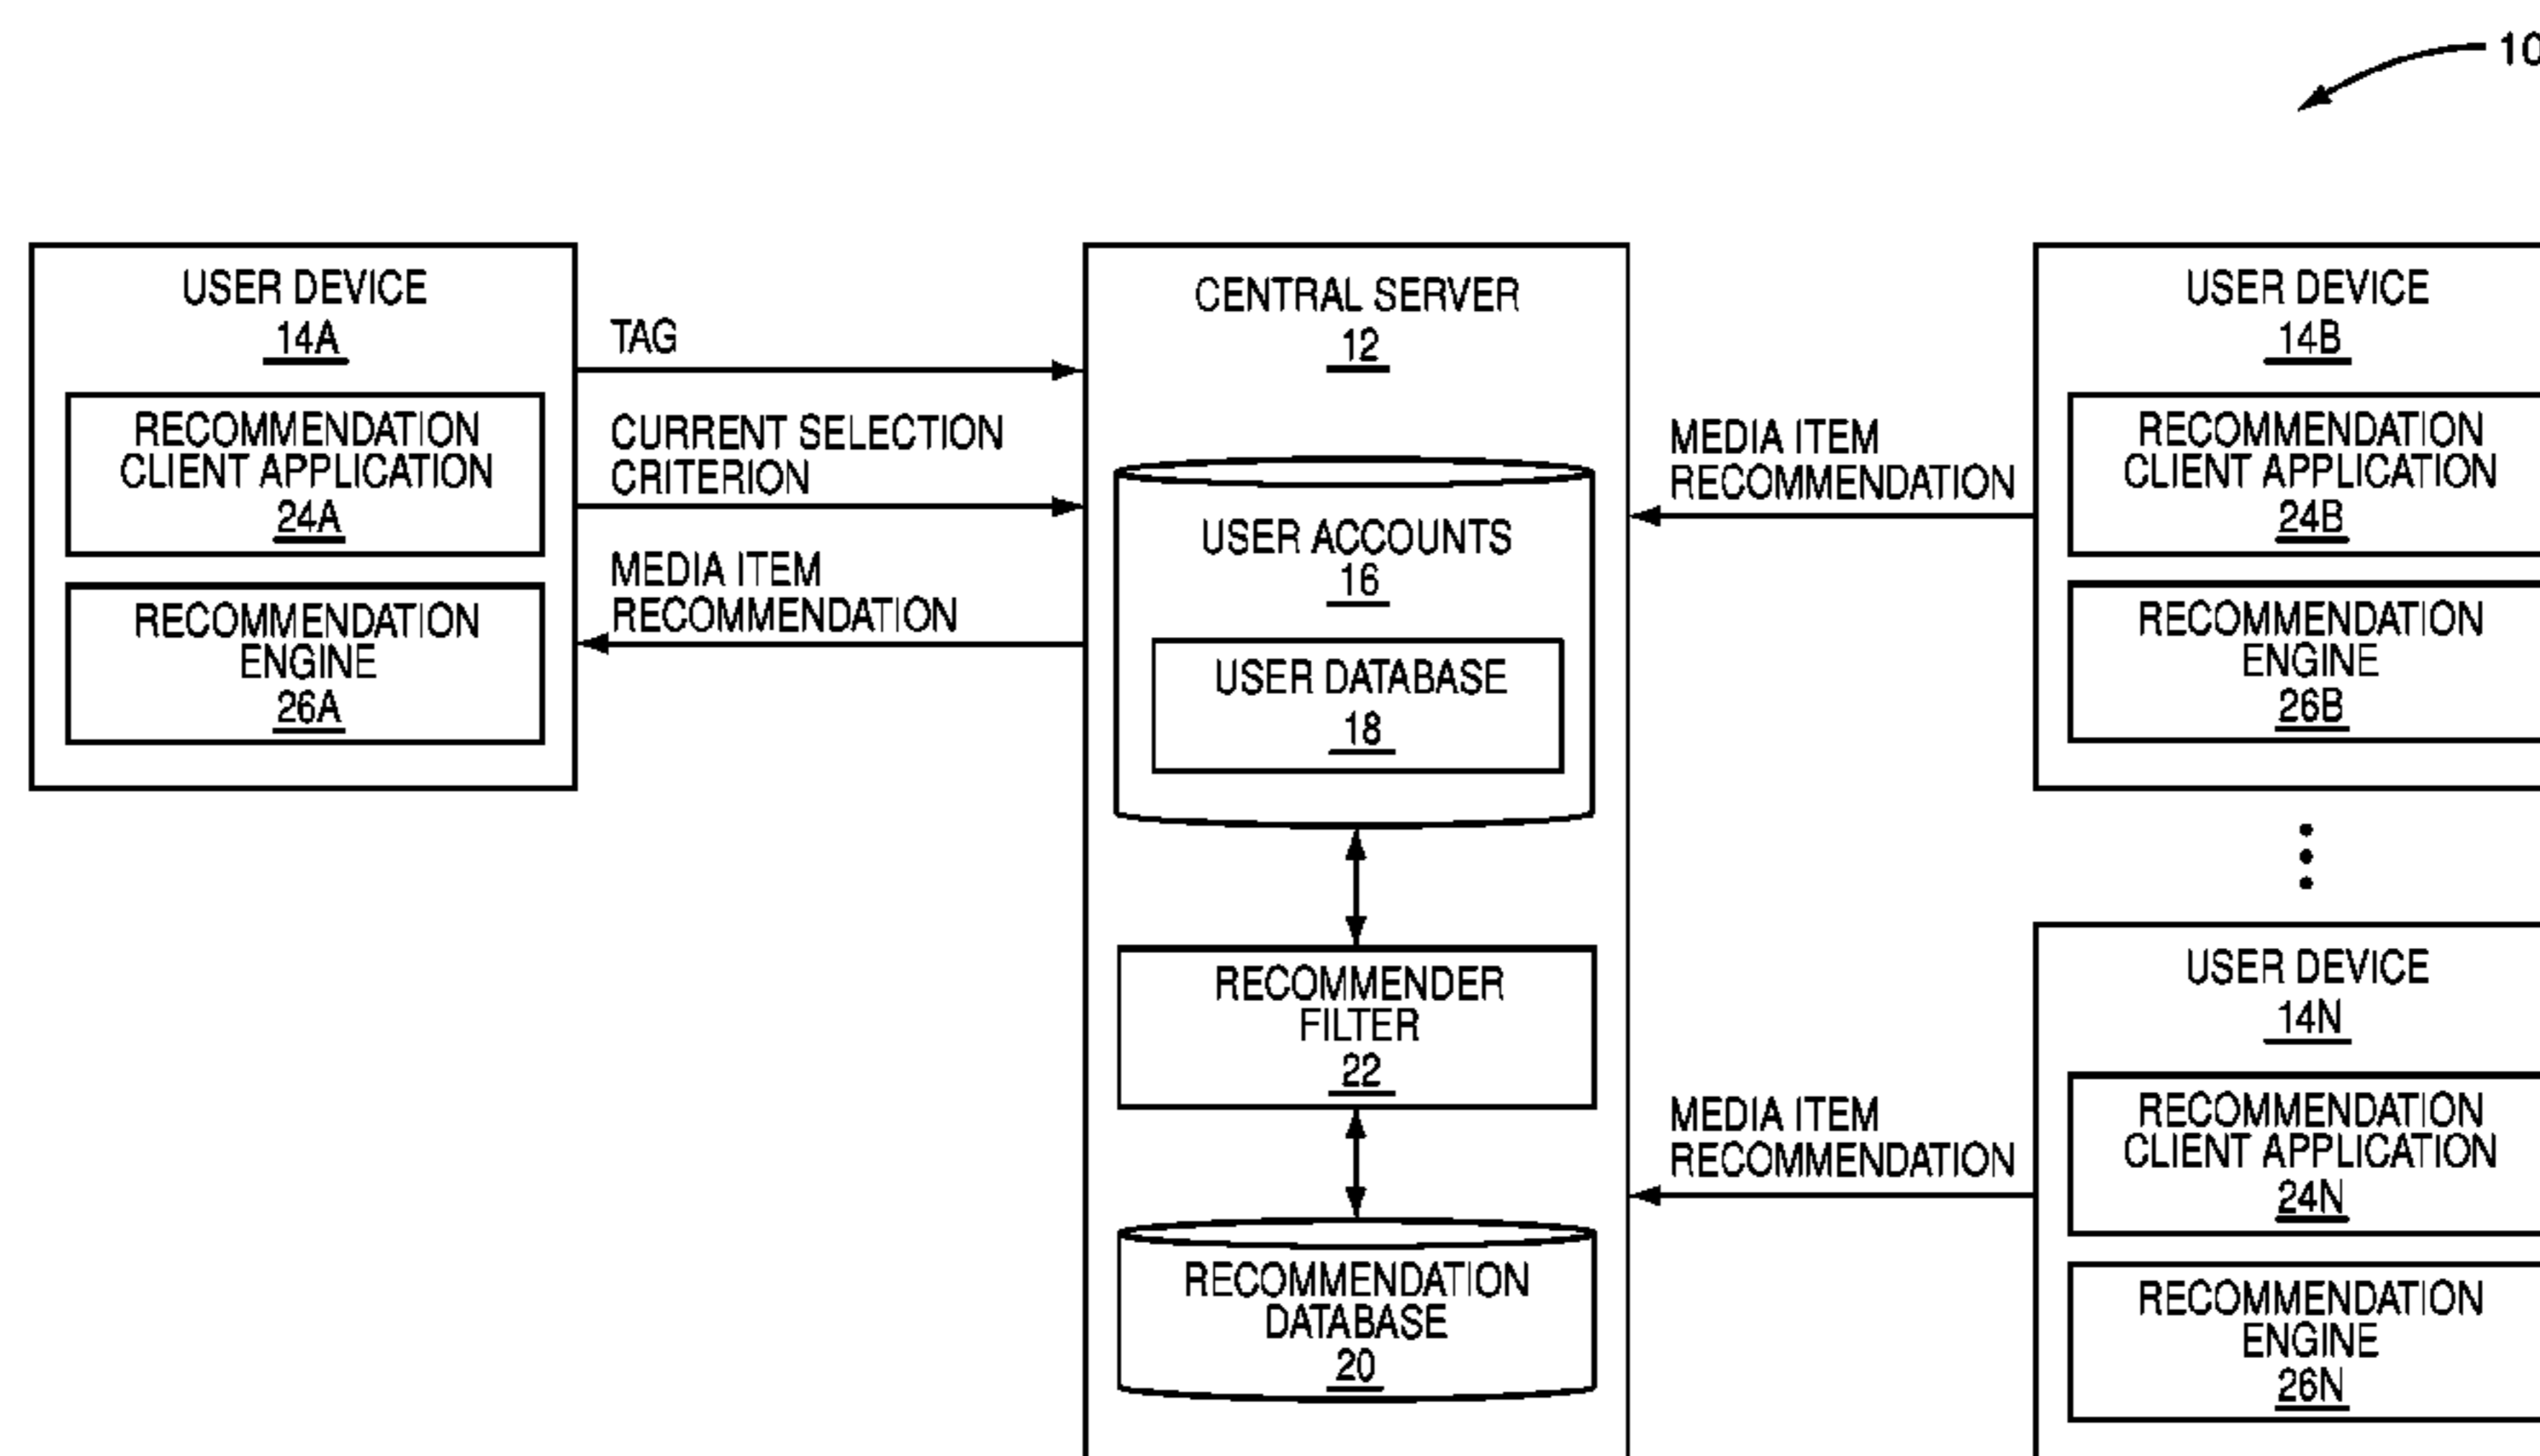 10
USER DEVICE
14A
RECOMMENDATION
CLIENT APPLICATION
24A
RECOMMENDATION
ENGINE
26A
TAG
CURRENT SELECTION
CRITERION
MEDIA ITEM
RECOMMENDATION
CENTRAL SERVER
12
USER ACCOUNTS
16
USER DATABASE
18
RECOMMENDER
FILTER
22
RECOMMENDATION
DATABASE
20
MEDIA ITEM
RECOMMENDATION
MEDIA ITEM
RECOMMENDATION
USER DEVICE
14B
RECOMMENDATION
CLIENT APPLICATION
24B
RECOMMENDATION
ENGINE
26B
USER DEVICE
14N
RECOMMENDATION
CLIENT APPLICATION
24N
RECOMMENDATION
ENGINE
26N